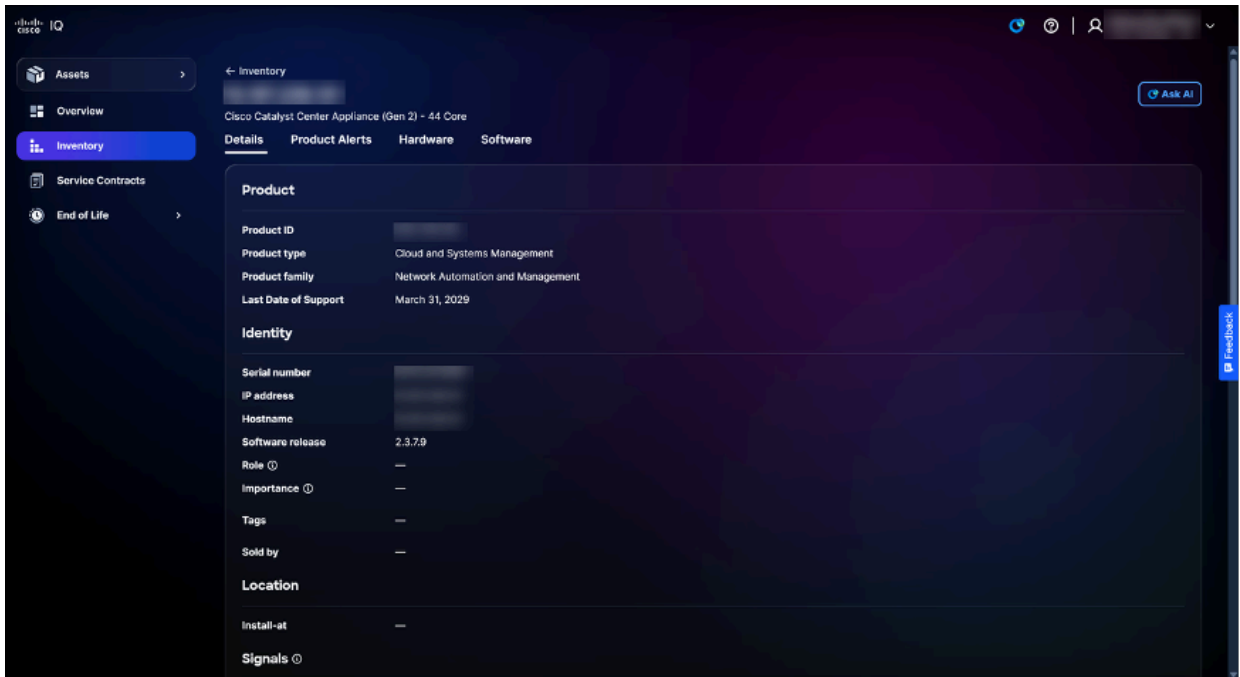 cisco IQ
Assets
Overview
Inventory
Service Contracts
End of Life
← Inventory
Cisco Catalyst Center Appliance (Gen 2) - 44 Core
Ask AI
Details Product Alerts Hardware Software
Product
Product ID
Product type Cloud and Systems Management
Product family Network Automation and Management
Last Date of Support March 31, 2029
Identity
Serial number
IP address
Hostname
Software release 2.3.7.9
Role —
Importance —
Tags —
Sold by —
Location
Install-at —
Signals
Feedback